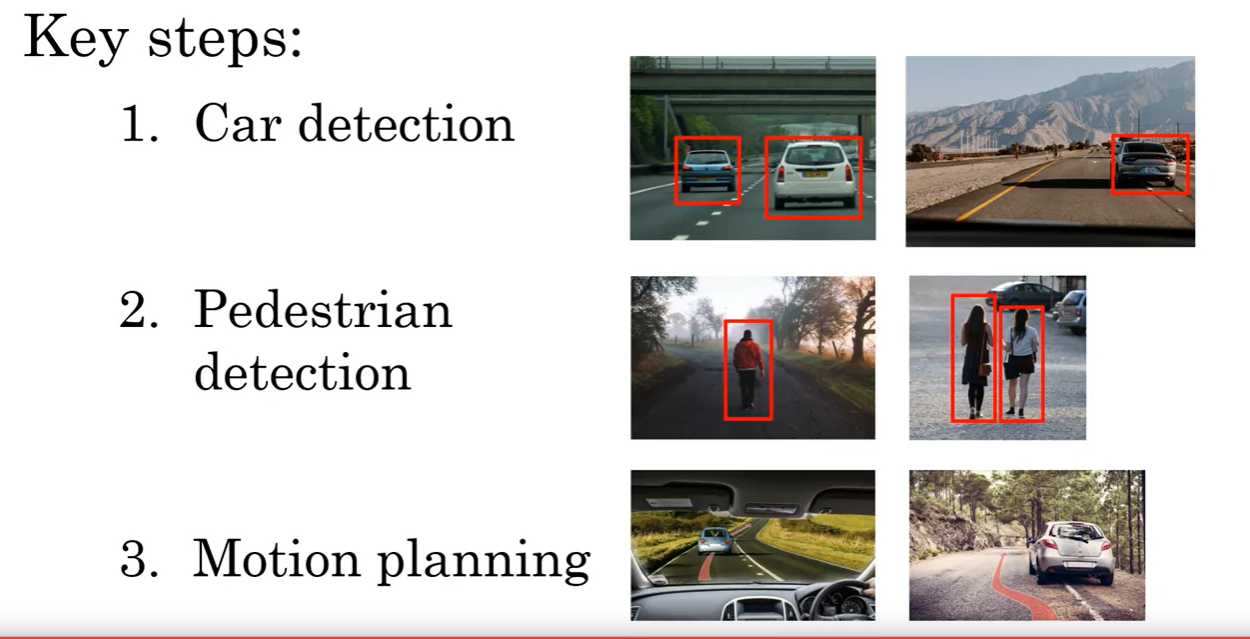 Key steps:
1. Car detection
2. Pedestrian
detection
3. Motion planning